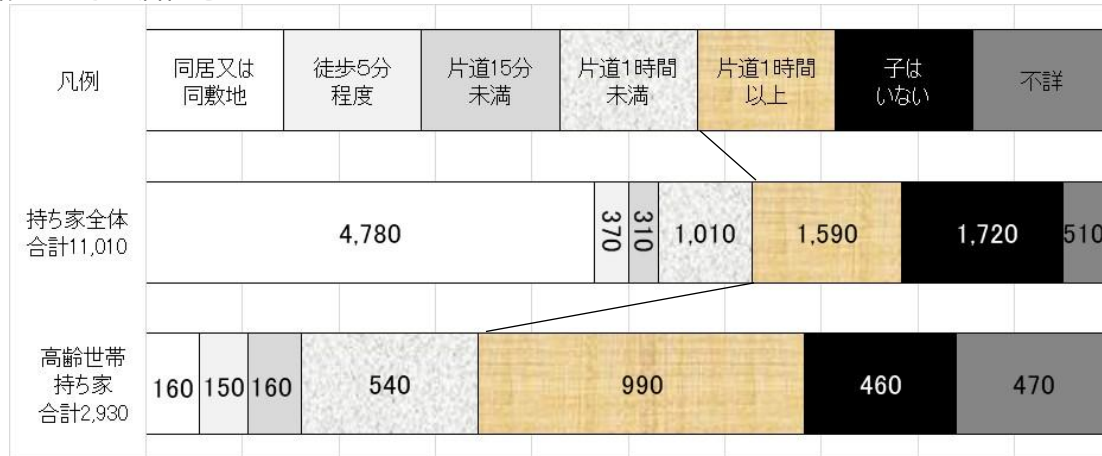 凡例
同居又は
同敷地
徒歩5分
程度
片道15分
未満
片道1時間
未満
片道1時間
以上
子は
いない
不詳
持ち家全体
合計11,010
4,780
370
310
1,010
1,590
1,720
510
高齢世帯
持ち家
合計2,930
160
150
160
540
990
460
470